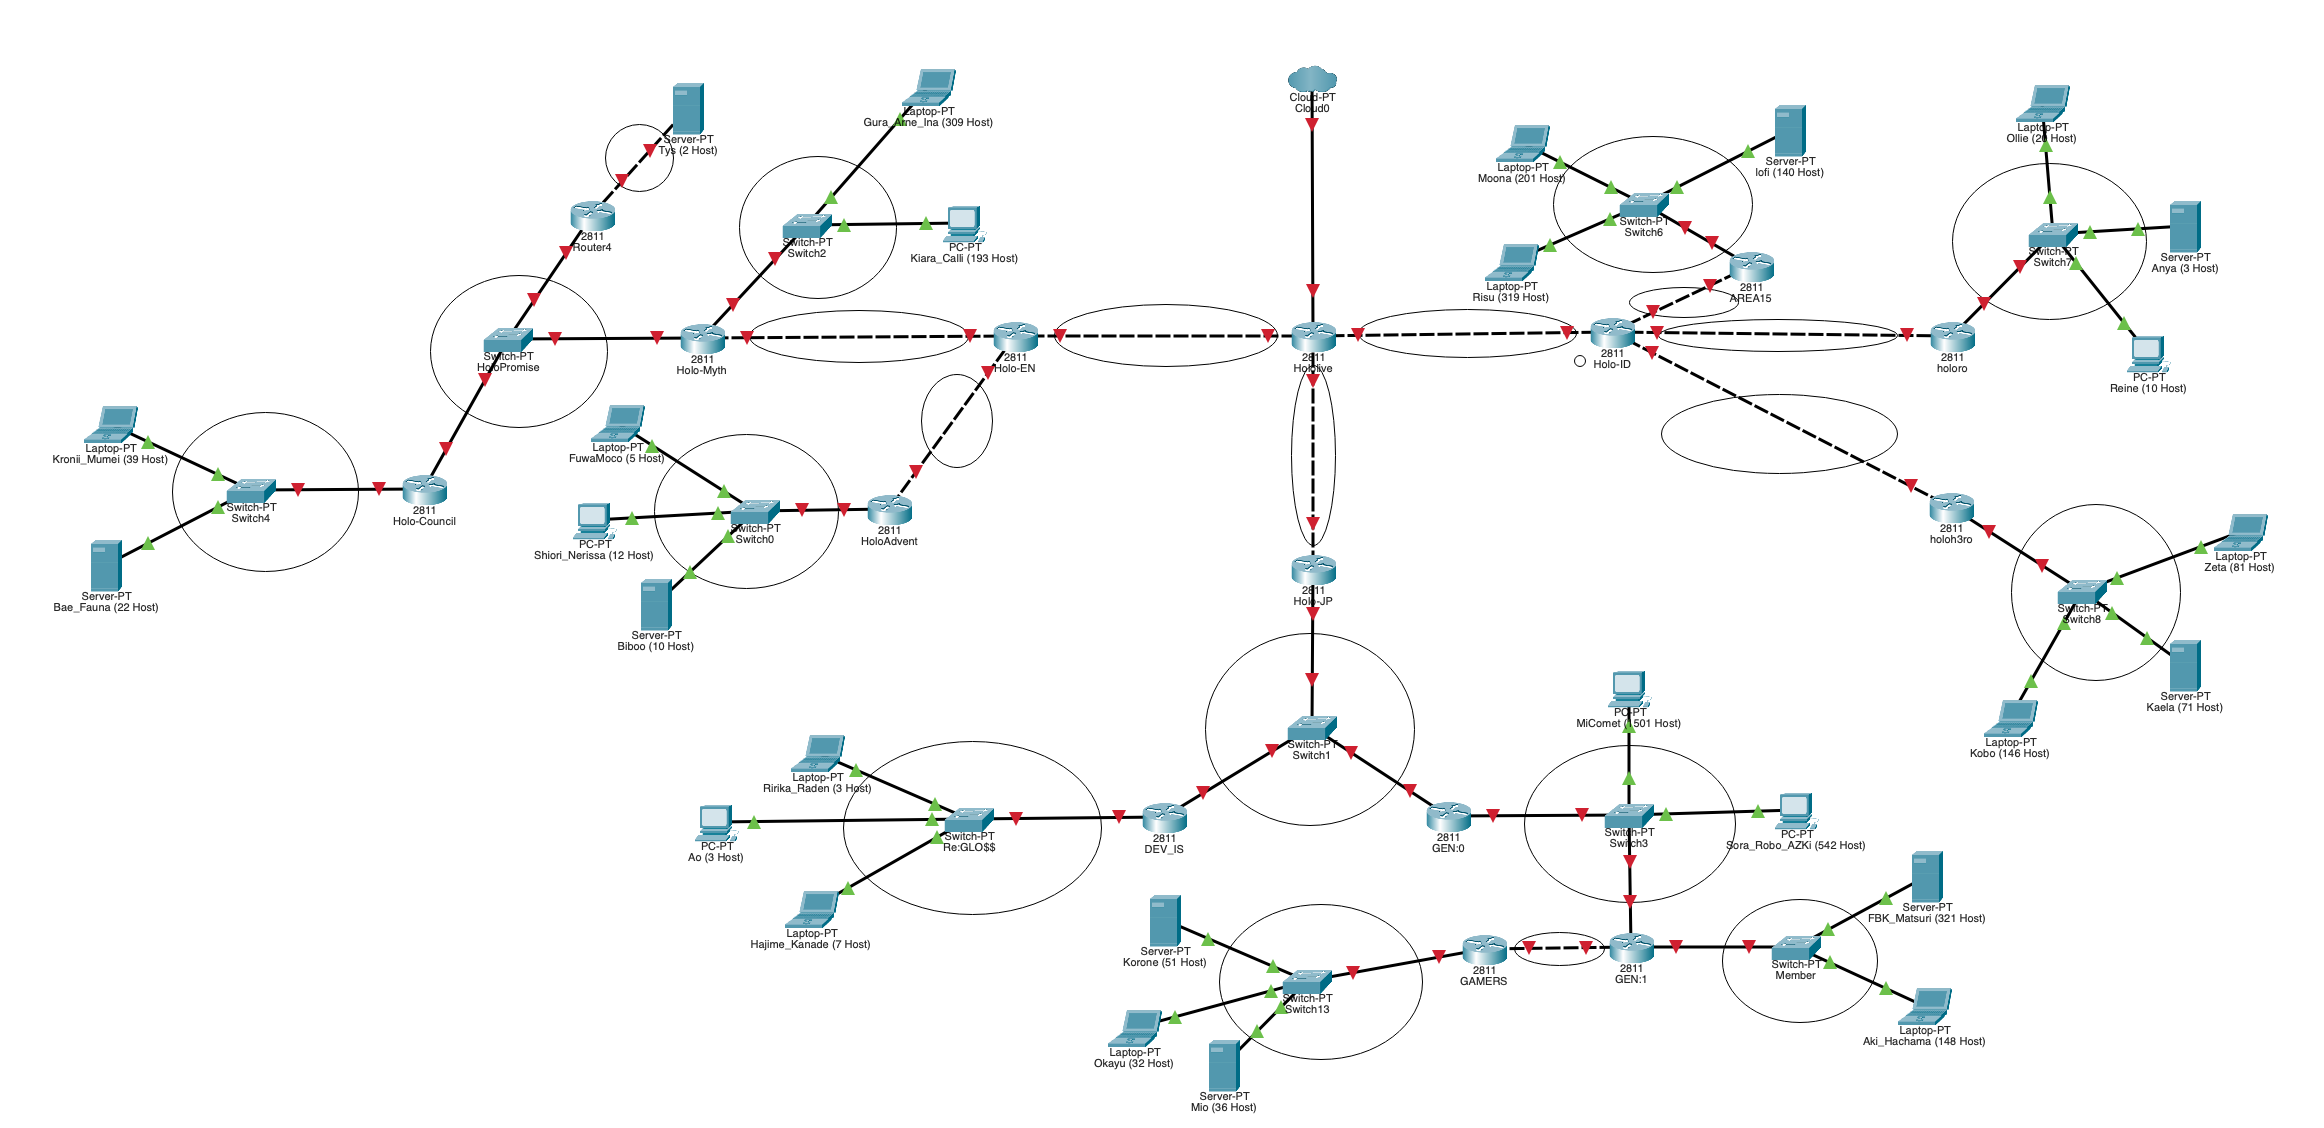 Cloud-PT
Cloud0
Server-PT
Tys (2 Host)
2811
Router4
Laptop-PT
Gura_Arne_Ina (309 Host)
Switch-PT
Switch2
PC-PT
Kiara_Calli (193 Host)
Switch-PT
HoloPromise
2811
Holo-Myth
2811
Holo-EN
2811
Hololive
2811
Holo-ID
Laptop-PT
Moona (201 Host)
Server-PT
lofi (140 Host)
Switch-PT
Switch6
Laptop-PT
Risu (319 Host)
2811
AREA15
Laptop-PT
Ollie (20 Host)
Switch-PT
Switch7
Server-PT
Anya (3 Host)
2811
holoro
PC-PT
Reine (10 Host)
Laptop-PT
Kronii_Mumei (39 Host)
Switch-PT
Switch4
2811
Holo-Council
Server-PT
Bae_Fauna (22 Host)
Laptop-PT
FuwaMoco (5 Host)
Switch-PT
Switch0
2811
HoloAdvent
PC-PT
Shiori_Nerissa (12 Host)
Server-PT
Biboo (10 Host)
2811
Holo-JP
2811
holoh3ro
Laptop-PT
Zeta (81 Host)
Switch-PT
Switch8
Server-PT
Kaela (71 Host)
Laptop-PT
Kobo (146 Host)
Switch-PT
Switch1
PC-PT
MiComet (1501 Host)
Laptop-PT
Ririka_Raden (3 Host)
PC-PT
Ao (3 Host)
Switch-PT
Re:GLO$$
2811
DEV_IS
2811
GEN:0
Switch-PT
Switch3
PC-PT
Sora_Robo_AZKi (542 Host)
Laptop-PT
Hajime_Kanade (7 Host)
Server-PT
Korone (51 Host)
2811
GAMERS
2811
GEN:1
Switch-PT
Member
Server-PT
FBK_Matsuri (321 Host)
Switch-PT
Switch13
Laptop-PT
Okayu (32 Host)
Laptop-PT
Aki_Hachama (148 Host)
Server-PT
Mio (36 Host)